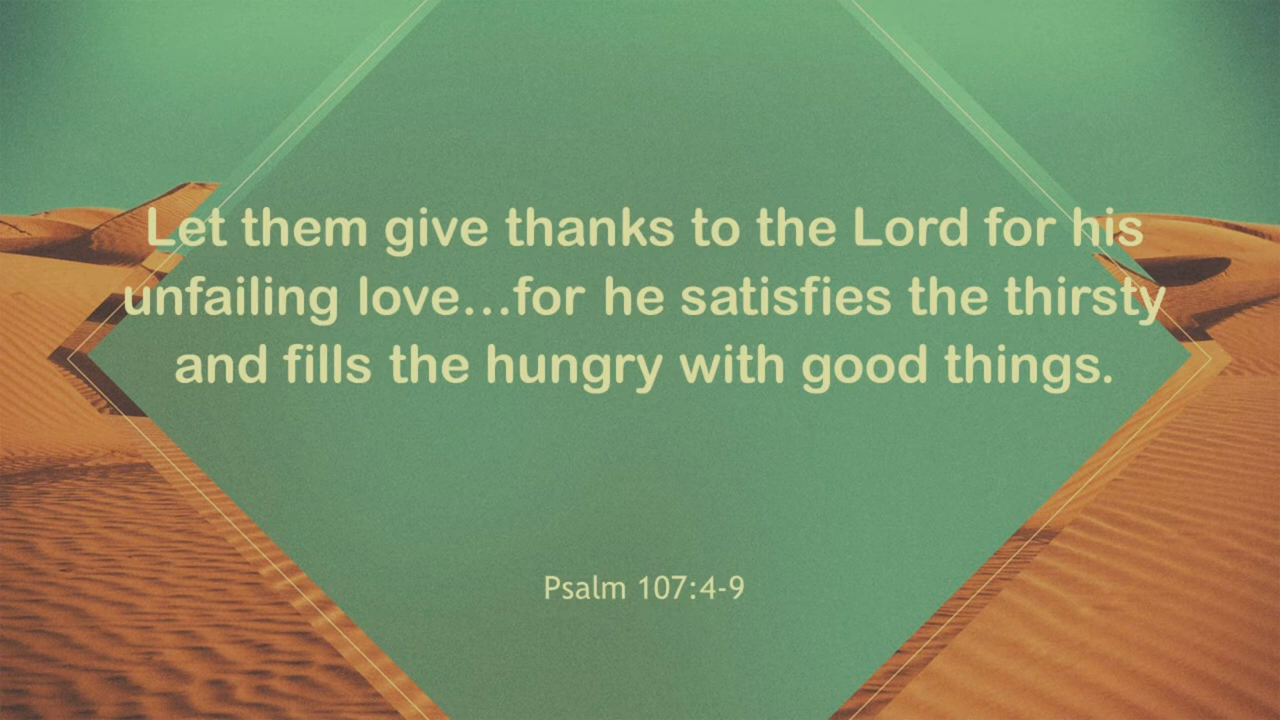 Let them give thanks to the Lord for his
unfailing love...for he satisfies the thirsty
and fills the hungry with good things.
Psalm 107:4-9